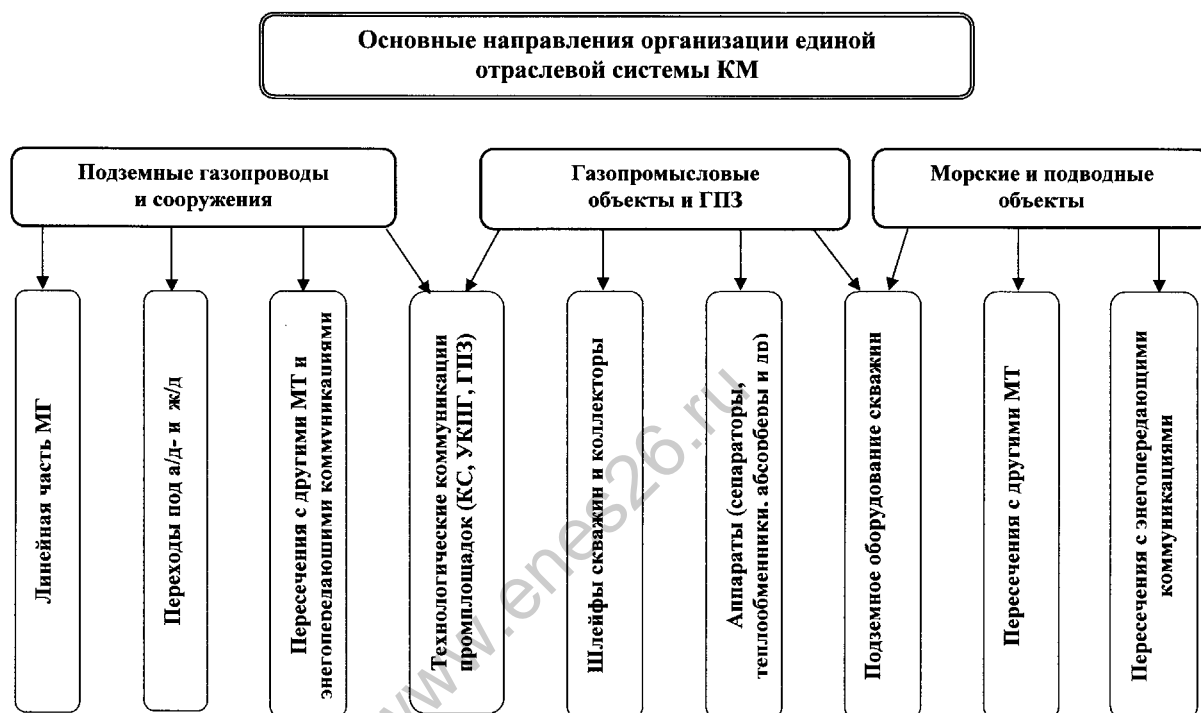 Основные направления организации единой
отраслевой системы КМ
Подземные газопроводы
и сооружения
Газопромысловые
объекты и ГПЗ
Морские и подводные
объекты
Линейная часть МГ
Переходы под а/д- и ж/д
Пересечения с другими МТ и
энегопередающими коммуникациями
Технологические коммуникации
промплощадок (КС, УКПГ, ГПЗ)
Шлейфы скважин и коллекторы
Аппараты (сепараторы,
теплообменники, абсорберы и др)
Подземное оборудование скважин
Пересечения с другими МТ
Пересечения с энегопередающими
коммуникациями
www.enes26.ru